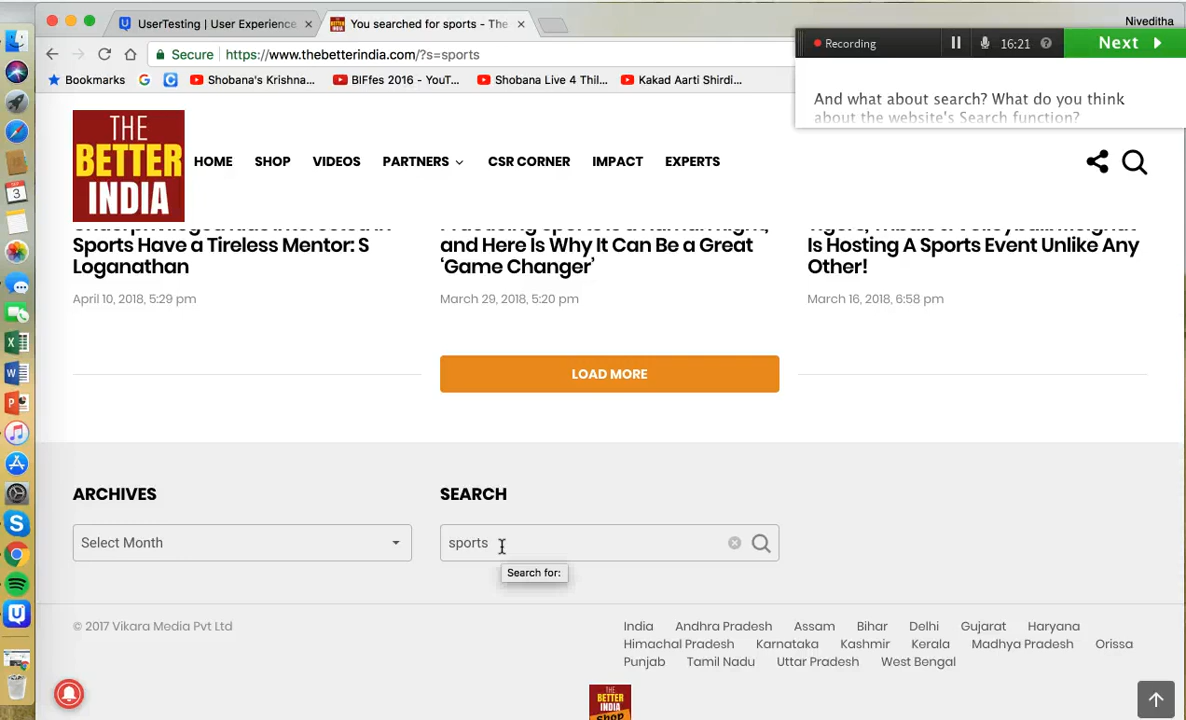 UserTesting | User Experience
You searched for sports - The
Niveditha
Secure
https://www.thebetterindia.com/?s=sports
Recording
16:21
Next
Bookmarks
Shobana's Krishna...
BIFfes 2016 - YouT...
Shobana Live 4 Thil...
Kakad Aarti Shirdi...
And what about search? What do you think
about the website's Search function?
THE
BETTER
INDIA
HOME
SHOP
VIDEOS
PARTNERS
CSR CORNER
IMPACT
EXPERTS
Sports Have a Tireless Mentor: S
Loganathan
April 10, 2018, 5:29 pm
and Here Is Why It Can Be a Great
‘Game Changer’
March 29, 2018, 5:20 pm
Is Hosting A Sports Event Unlike Any
Other!
March 16, 2018, 6:58 pm
LOAD MORE
ARCHIVES
Select Month
SEARCH
sports
Search for:
© 2017 Vikara Media Pvt Ltd
India Andhra Pradesh Assam Bihar Delhi Gujarat Haryana
Himachal Pradesh Karnataka Kashmir Kerala Madhya Pradesh Orissa
Punjab Tamil Nadu Uttar Pradesh West Bengal
THE
BETTER
INDIA
Shop